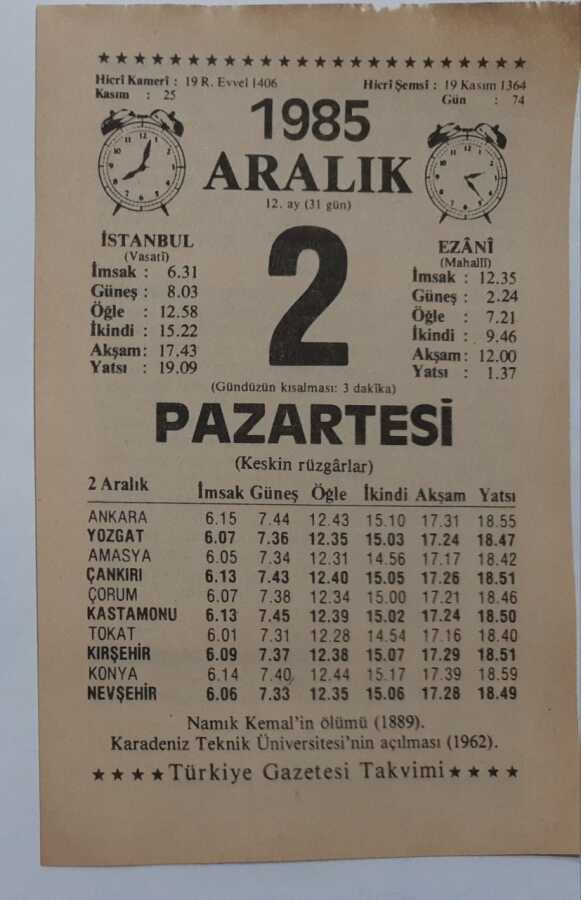 Hicrî Kamerî : 19 R. Evvel 1406
Kasım : 25
Hicrî Şemsî : 19 Kasım 1364
Gün : 74
1985
ARALIK
12. ay (31 gün)
2
İSTANBUL
(Vasatî)
İmsak : 6.31
Güneş : 8.03
Öğle : 12.58
İkindi : 15.22
Akşam : 17.43
Yatsı : 19.09
EZÂNÎ
(Mahallî)
İmsak : 12.35
Güneş : 2.24
Öğle : 7.21
İkindi : 9.46
Akşam : 12.00
Yatsı : 1.37
(Gündüzün kısalması: 3 dakîka)
PAZARTESİ
(Keskin rüzgârlar)
2 Aralık İmsak Güneş Öğle İkindi Akşam Yatsı
ANKARA 6.15 7.44 12.43 15.10 17.31 18.55
YOZGAT 6.07 7.36 12.35 15.03 17.24 18.47
AMASYA 6.05 7.34 12.31 14.56 17.17 18.42
ÇANKIRI 6.13 7.43 12.40 15.05 17.26 18.51
ÇORUM 6.07 7.38 12.34 15.00 17.21 18.46
KASTAMONU 6.13 7.45 12.39 15.02 17.24 18.50
TOKAT 6.01 7.31 12.28 14.54 17.16 18.40
KIRŞEHİR 6.09 7.37 12.38 15.07 17.29 18.51
KONYA 6.14 7.40 12.44 15.17 17.39 18.59
NEVŞEHİR 6.06 7.33 12.35 15.06 17.28 18.49
Namık Kemal'in ölümü (1889).
Karadeniz Teknik Üniversitesi'nin açılması (1962).
★★★★Türkiye Gazetesi Takvimi★★★★